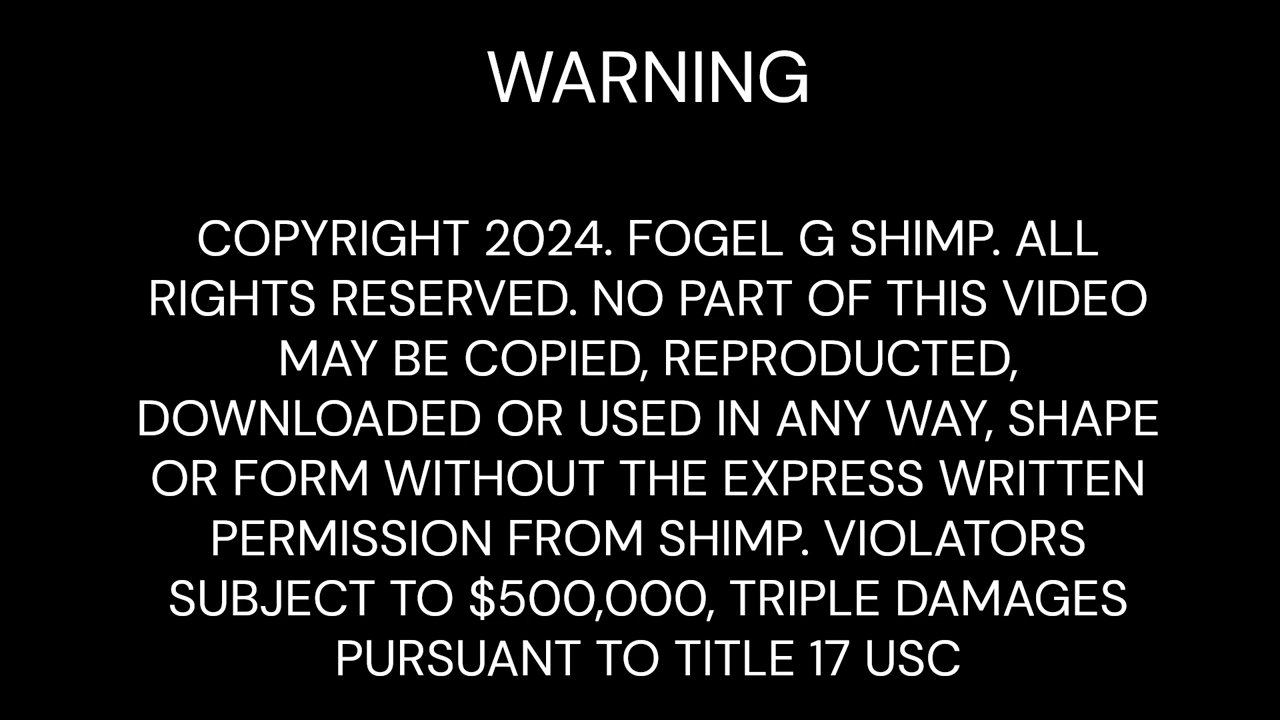 WARNING
COPYRIGHT 2024. FOGEL G SHIMP. ALL
RIGHTS RESERVED. NO PART OF THIS VIDEO
MAY BE COPIED, REPRODUCTED,
DOWNLOADED OR USED IN ANY WAY, SHAPE
OR FORM WITHOUT THE EXPRESS WRITTEN
PERMISSION FROM SHIMP. VIOLATORS
SUBJECT TO $500,000, TRIPLE DAMAGES
PURSUANT TO TITLE 17 USC